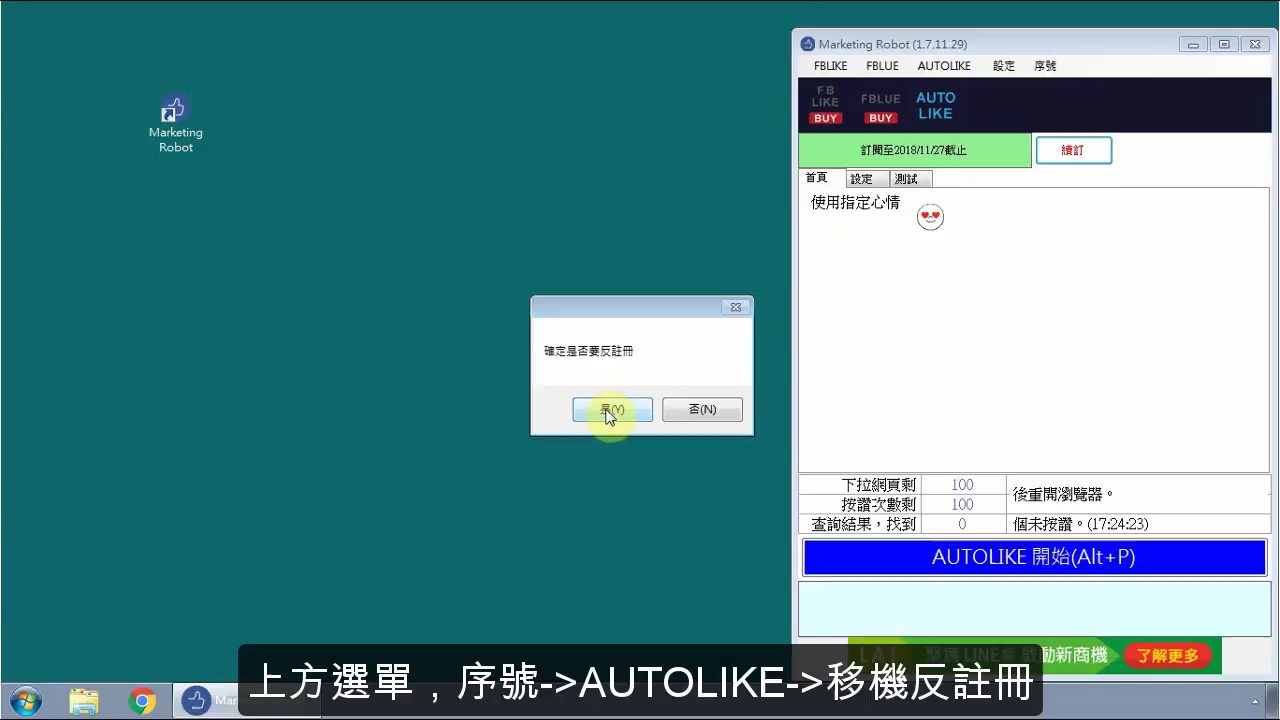 Marketing
Robot
Marketing Robot (1.7.11.29)
FBLIKE FBLUE AUTOLIKE 設定 序號
FB
LIKE
BUY
FBLUE
BUY
AUTO
LIKE
訂閱至2018/11/27截止
續訂
首頁 設定 測試
使用指定心情
確定是否要反註冊
是(Y) 否(N)
下拉網頁剩 100
後重開瀏覽器。
按讚次數剩 100
查詢結果，找到 0 個未按讚。(17:24:23)
AUTOLIKE 開始(Alt+P)
啟動新商機 了解更多
上方選單，序號->AUTOLIKE->移機反註冊